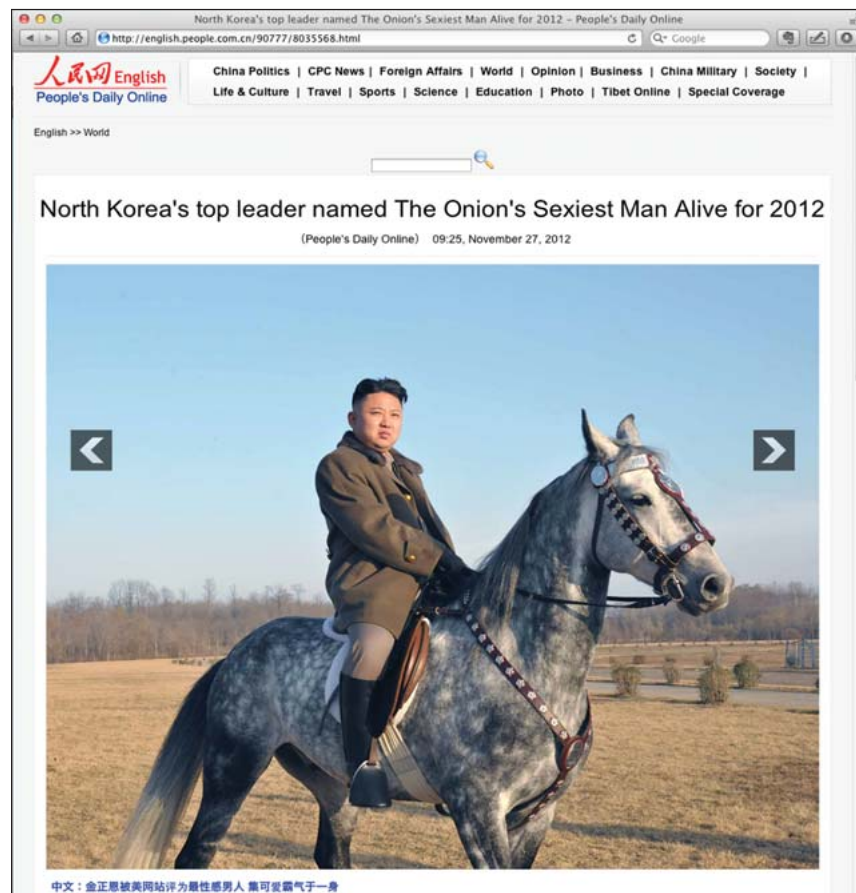 North Korea's top leader named The Onion's Sexiest Man Alive for 2012 – People's Daily Online
http://english.people.com.cn/90777/8035568.html
Google
人民网 English
People's Daily Online
China Politics | CPC News | Foreign Affairs | World | Opinion | Business | China Military | Society |
Life & Culture | Travel | Sports | Science | Education | Photo | Tibet Online | Special Coverage
English >> World
North Korea's top leader named The Onion's Sexiest Man Alive for 2012
(People's Daily Online) 09:25, November 27, 2012
中文：金正恩被美网站评为最性感男人 集可爱霸气于一身